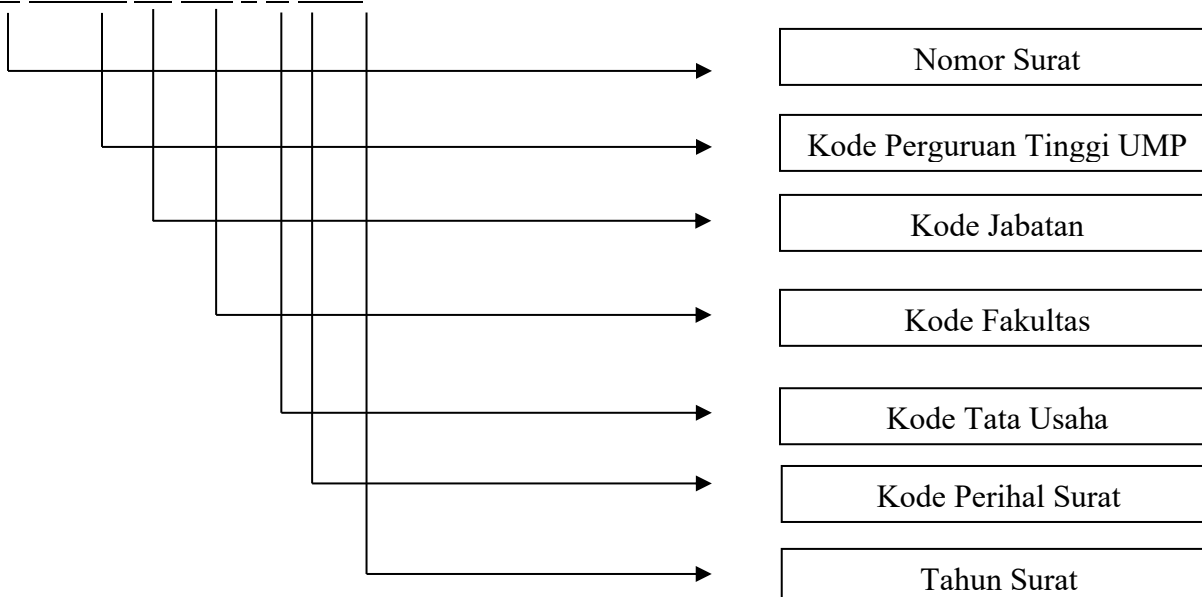 Nomor Surat
Kode Perguruan Tinggi UMP
Kode Jabatan
Kode Fakultas
Kode Tata Usaha
Kode Perihal Surat
Tahun Surat